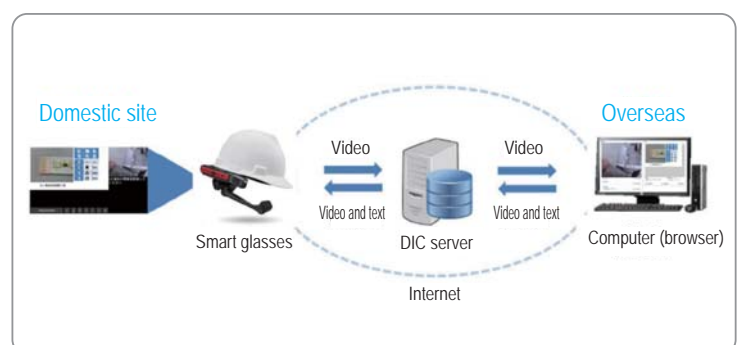 Domestic site
Overseas
Video
Video
Video and text
Video and text
Smart glasses
DIC server
Computer (browser)
Internet